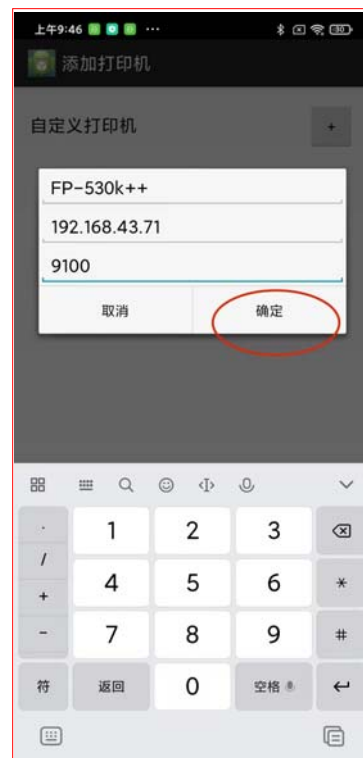 上午9:46 ···
30
添加打印机
自定义打印机 +
FP-530k++
192.168.43.71
9100
取消 确定
. 1 2 3
/ 4 5 6 *
+
- 7 8 9 #
符 返回 0 空格